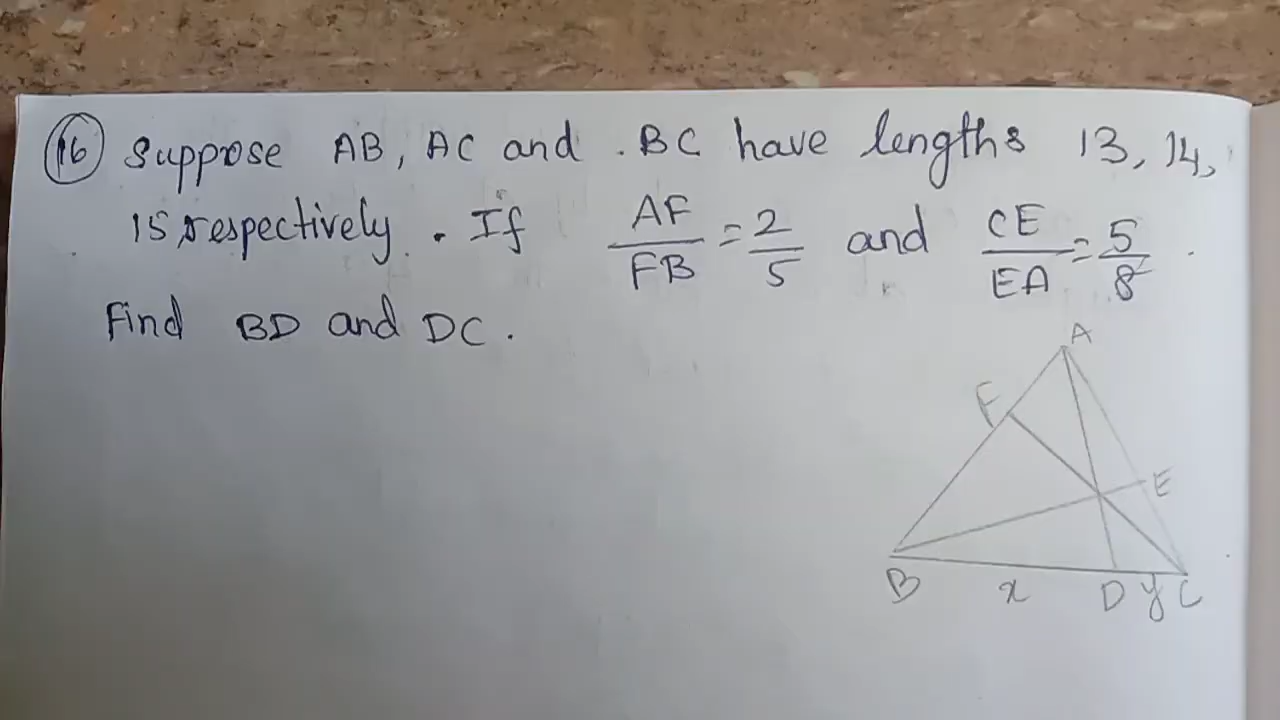 16 Suppose AB, AC and BC have lengths 13, 14,
15 respectively. If AF/FB = 2/5 and CE/EA = 5/8.
Find BD and DC.
A
F
E
B x D y C